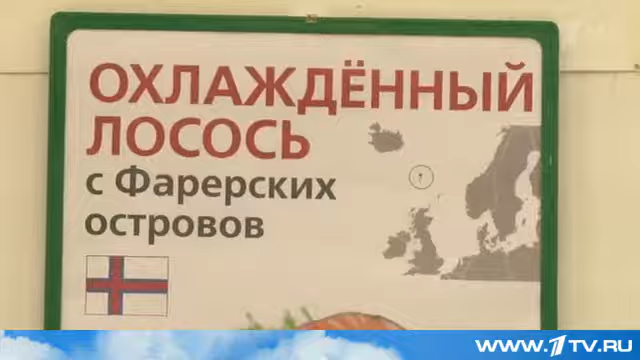 ОХЛАЖДЁННЫЙ
ЛОСОСЬ
с Фарерских
островов
WWW.1TV.RU